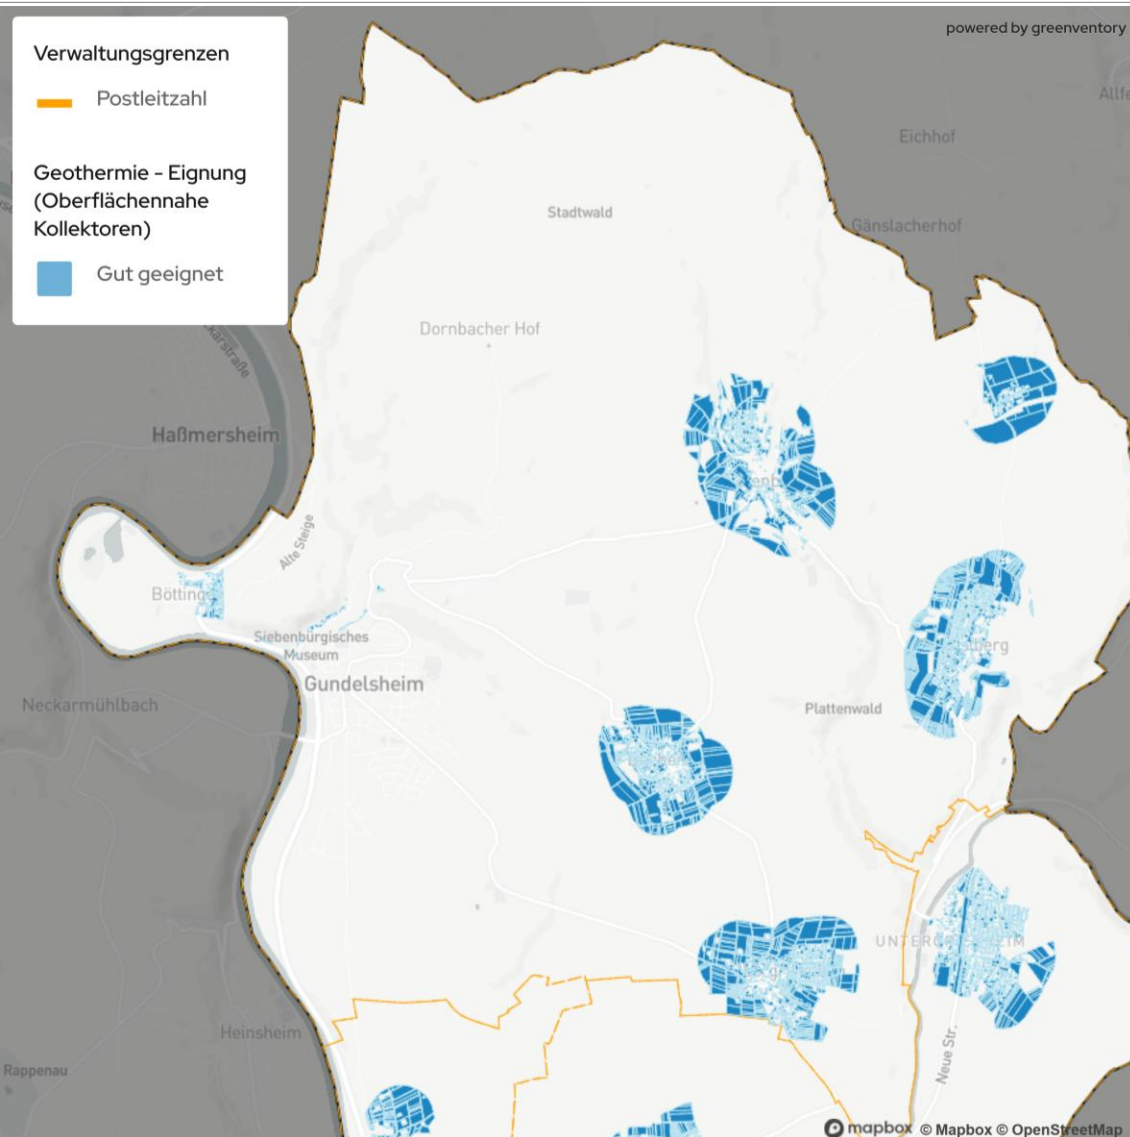 powered by greenventory
Verwaltungsgrenzen
Postleitzahl
Geothermie - Eignung
(Oberflächennahe
Kollektoren)
Gut geeignet
Eichhof
Stadtwald
Gänslacherhof
Dornbacher Hof
Haßmersheim
Alte Steige
Siebenbürgisches
Museum
Gundelsheim
Neckarmühlbach
Plattenwald
Heinsheim
Neue Str.
Rappenau
mapbox © Mapbox © OpenStreetMap